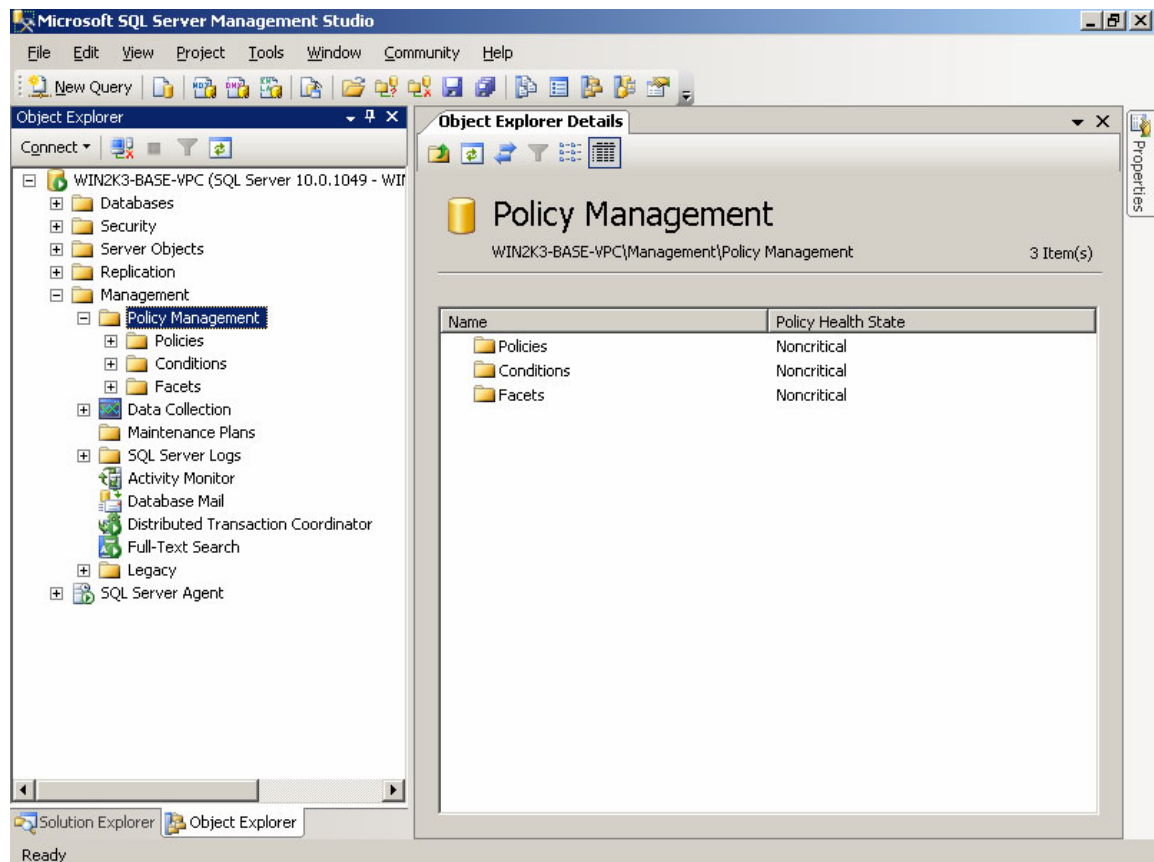 Microsoft SQL Server Management Studio
File Edit View Project Tools Window Community Help
New Query
Object Explorer
Connect
WIN2K3-BASE-VPC (SQL Server 10.0.1049 - WIN
Databases
Security
Server Objects
Replication
Management
Policy Management
Policies
Conditions
Facets
Data Collection
Maintenance Plans
SQL Server Logs
Activity Monitor
Database Mail
Distributed Transaction Coordinator
Full-Text Search
Legacy
SQL Server Agent
Solution Explorer Object Explorer
Object Explorer Details
Policy Management
WIN2K3-BASE-VPC\Management\Policy Management 3 Item(s)
Name Policy Health State
Policies Noncritical
Conditions Noncritical
Facets Noncritical
Properties
Ready